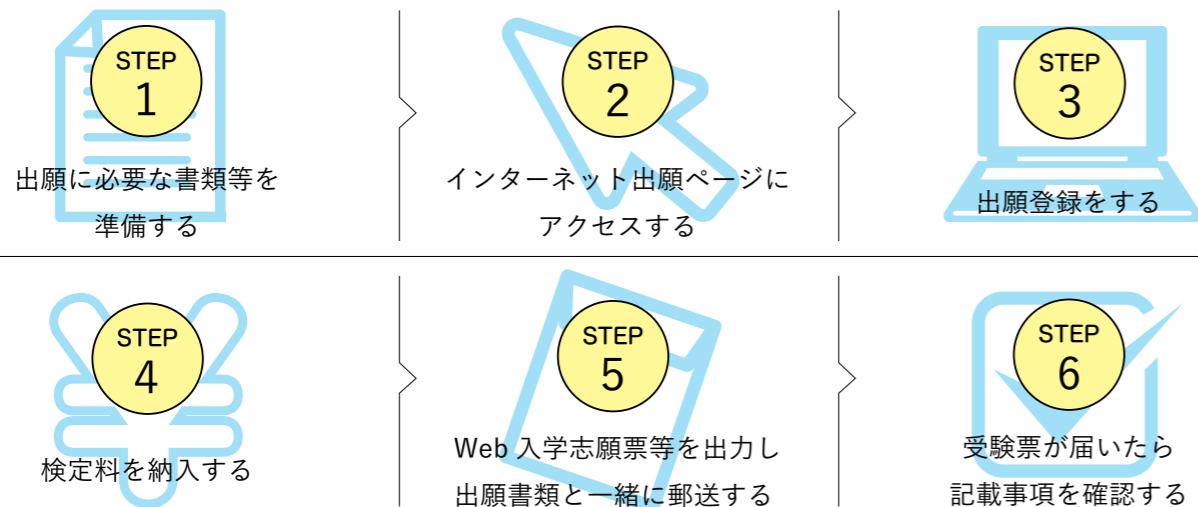 STEP
1
出願に必要な書類等を
準備する
STEP
2
インターネット出願ページに
アクセスする
STEP
3
出願登録をする
STEP
4
検定料を納入する
STEP
5
Web 入学志願票等を出力し
出願書類と一緒に郵送する
STEP
6
受験票が届いたら
記載事項を確認する